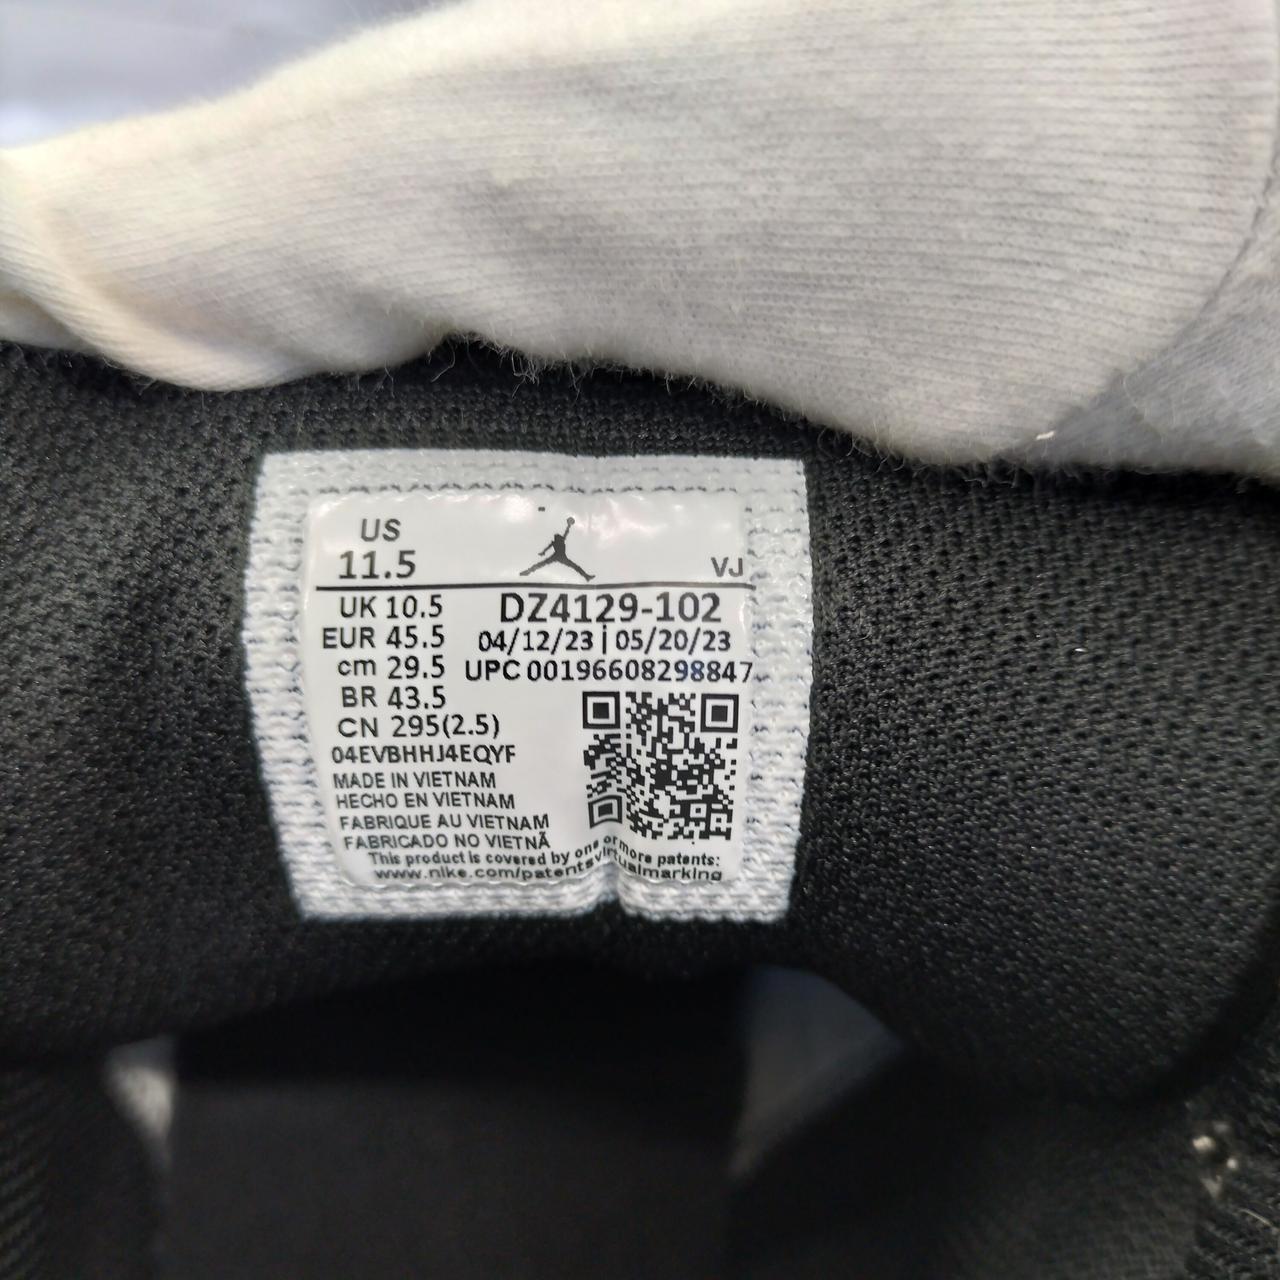 US
11.5
VJ
UK 10.5
DZ4129-102
EUR 45.5
04/12/23 | 05/20/23
cm 29.5
UPC 00196608298847
BR 43.5
CN 295(2.5)
04EVBHHJ4EQYF
MADE IN VIETNAM
HECHO EN VIETNAM
FABRIQUE AU VIETNAM
FABRICADO NO VIETNÃ
This product is covered by one or more patents:
www.nike.com/patentsvirtualmarking